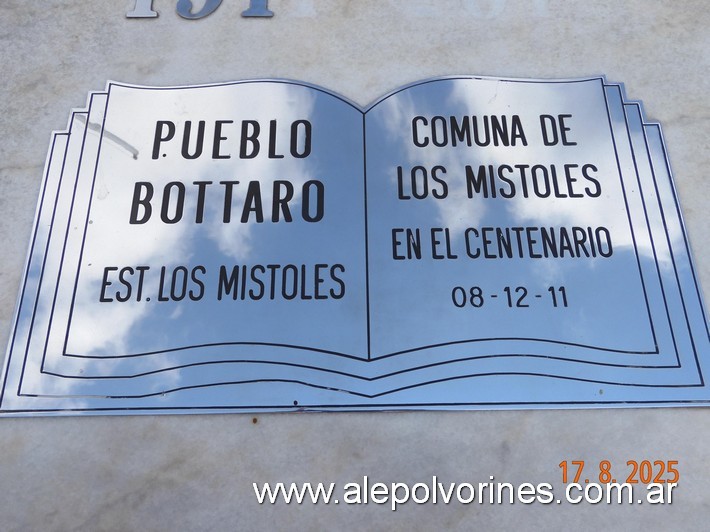 PUEBLO
BOTTARO
EST. LOS MISTOLES
COMUNA DE
LOS MISTOLES
EN EL CENTENARIO
08-12-11
17. 8. 2025
www.alepolvorines.com.ar